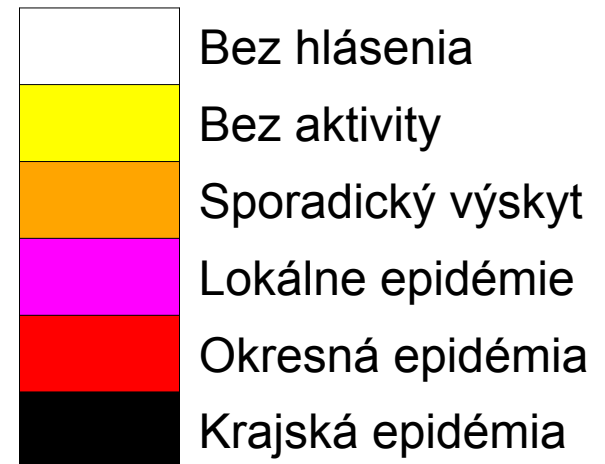 Bez hlásenia
Bez aktivity
Sporadický výskyt
Lokálne epidémie
Okresná epidémia
Krajská epidémia